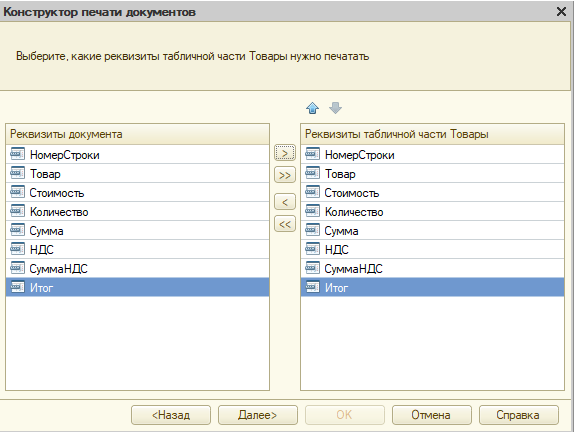 Конструктор печати документов
Выберите, какие реквизиты табличной части Товары нужно печатать
Реквизиты документа
НомерСтроки
Товар
Стоимость
Количество
Сумма
НДС
СуммаНДС
Итог
>
>>
<
<<
Реквизиты табличной части Товары
НомерСтроки
Товар
Стоимость
Количество
Сумма
НДС
СуммаНДС
Итог
<Назад
Далее>
OK
Отмена
Справка